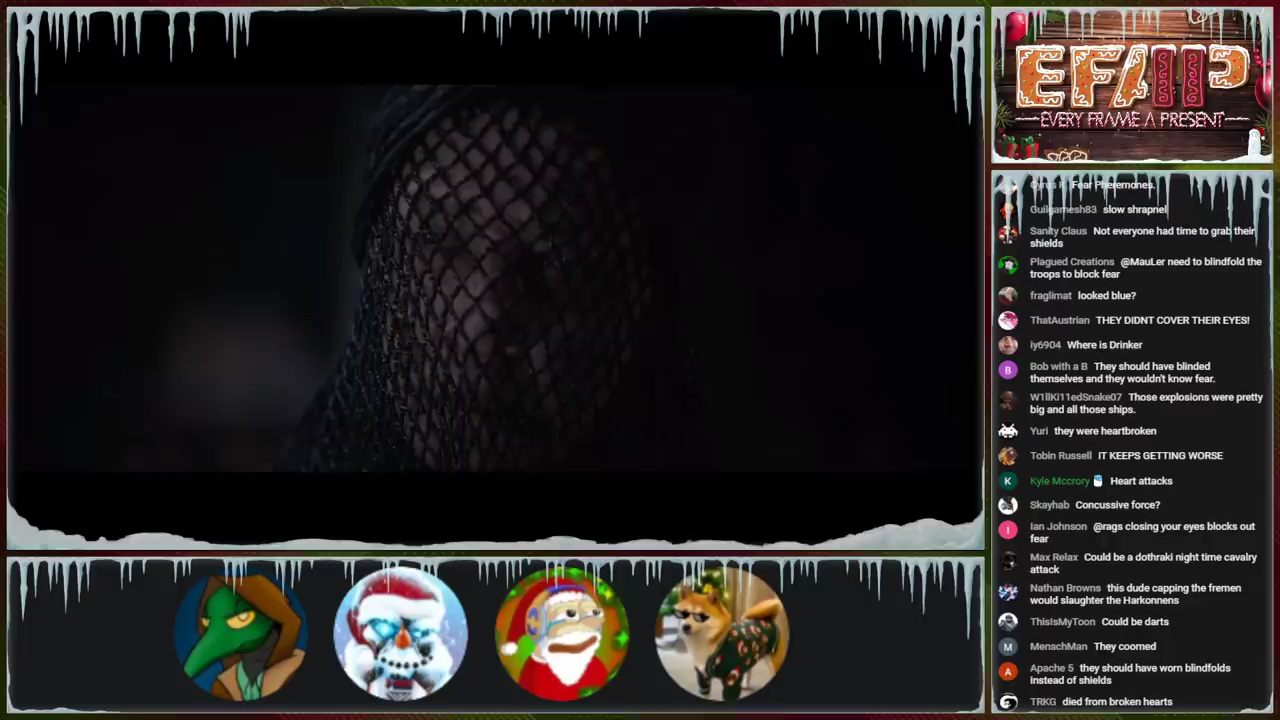 EFAP
EVERY FRAME A PRESENT
Cyrus K Fear Pheremones.
Guilgamesh83 slow shrapnel
Sanity Claus Not everyone had time to grab their
shields
Plagued Creations @MauLer need to blindfold the
troops to block fear
fraglimat looked blue?
ThatAustrian THEY DIDNT COVER THEIR EYES!
iy6904 Where is Drinker
B
Bob with a B They should have blinded
themselves and they wouldn't know fear.
W1llKi11edSnake07 Those explosions were pretty
big and all those ships.
Yuri they were heartbroken
Tobin Russell IT KEEPS GETTING WORSE
K
Kyle Mccrory Heart attacks
Skayhab Concussive force?
I
Ian Johnson @rags closing your eyes blocks out
fear
Max Relax Could be a dothraki night time cavalry
attack
Nathan Browns this dude capping the fremen
would slaughter the Harkonnens
ThisIsMyToon Could be darts
M
MenschMan They coomed
A
Apache 5 they should have worn blindfolds
instead of shields
TRKG died from broken hearts